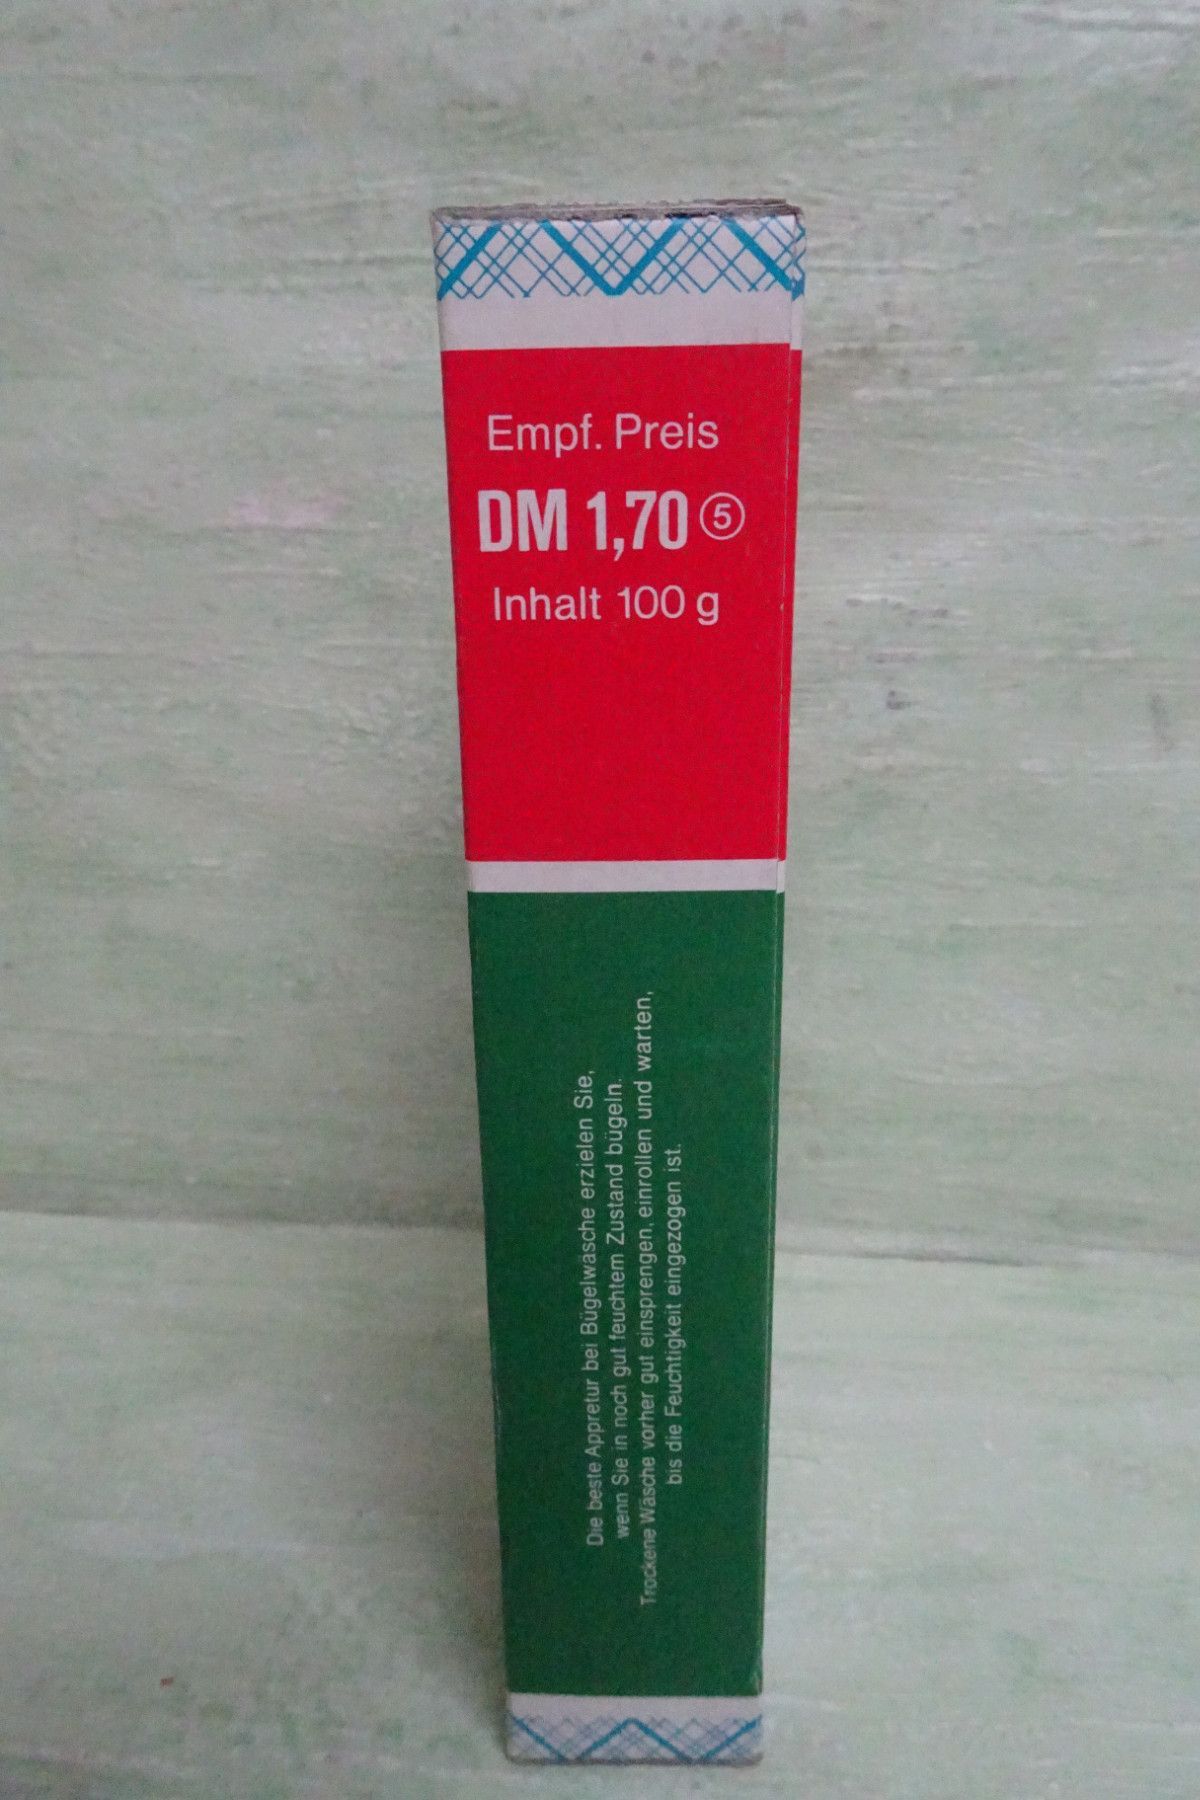 Empf. Preis
DM 1,70 ⑤
Inhalt 100 g
Die beste Appretur bei Bügelwäsche erzielen Sie,
wenn Sie in noch gut feuchtem Zustand bügeln.
Trockene Wäsche vorher gut einsprengen, einrollen und warten,
bis die Feuchtigkeit eingezogen ist.